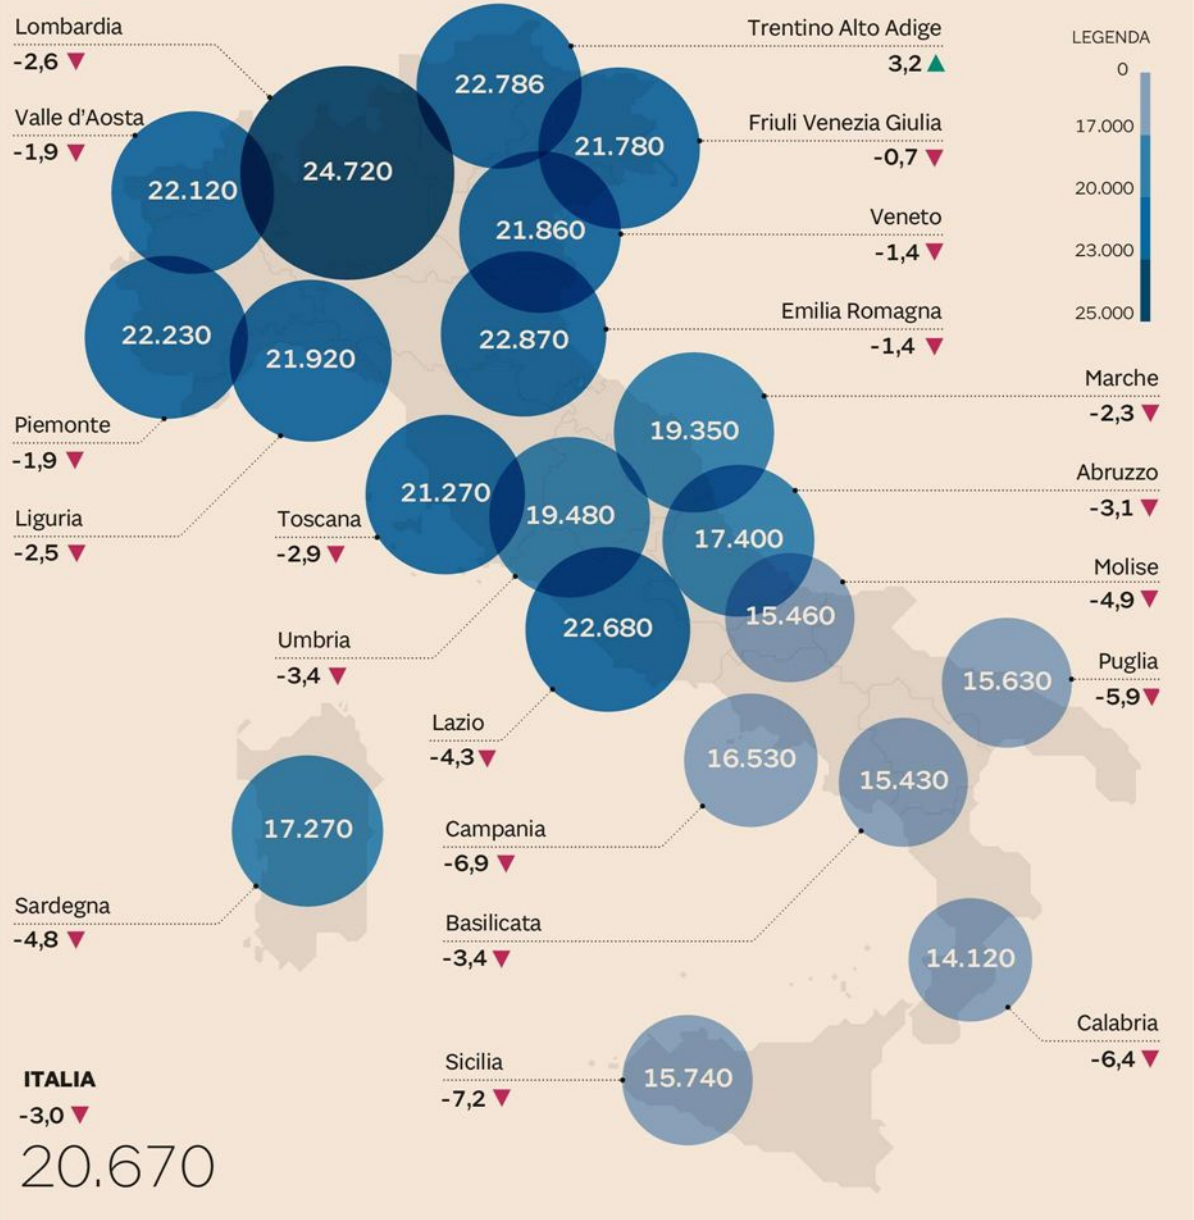 Lombardia
-2,6
Valle d'Aosta
-1,9
22.120
24.720
22.786
Trentino Alto Adige
3,2
21.780
Friuli Venezia Giulia
-0,7
21.860
Veneto
-1,4
22.870
Emilia Romagna
-1,4
LEGENDA
0
17.000
20.000
23.000
25.000
22.230
21.920
Piemonte
-1,9
Liguria
-2,5
Marche
-2,3
19.350
Abruzzo
-3,1
17.400
Molise
-4,9
15.460
Toscana
-2,9
21.270
19.480
Umbria
-3,4
22.680
Lazio
-4,3
15.630
Puglia
-5,9
16.530
Campania
-6,9
15.430
Basilicata
-3,4
17.270
Sardegna
-4,8
14.120
Calabria
-6,4
Sicilia
-7,2
15.740
ITALIA
-3,0
20.670